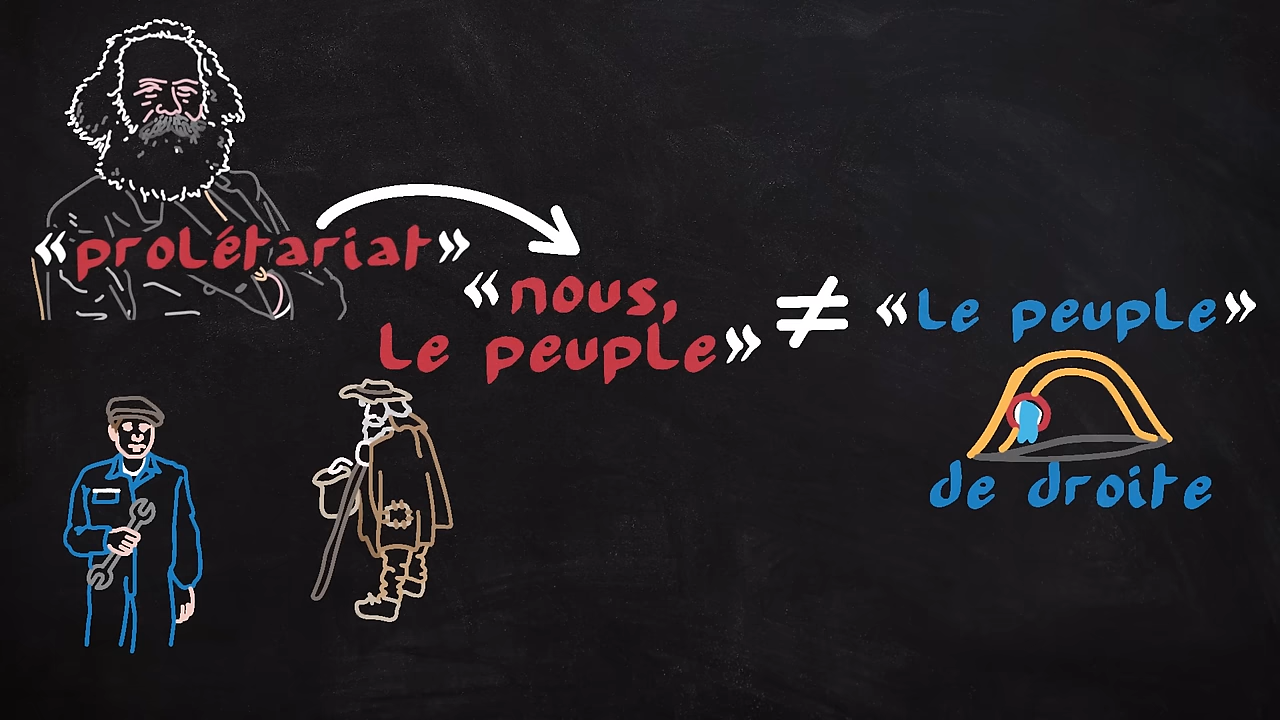 « prolétariat »
« nous,
le peuple » ≠ « le peuple »
de droite